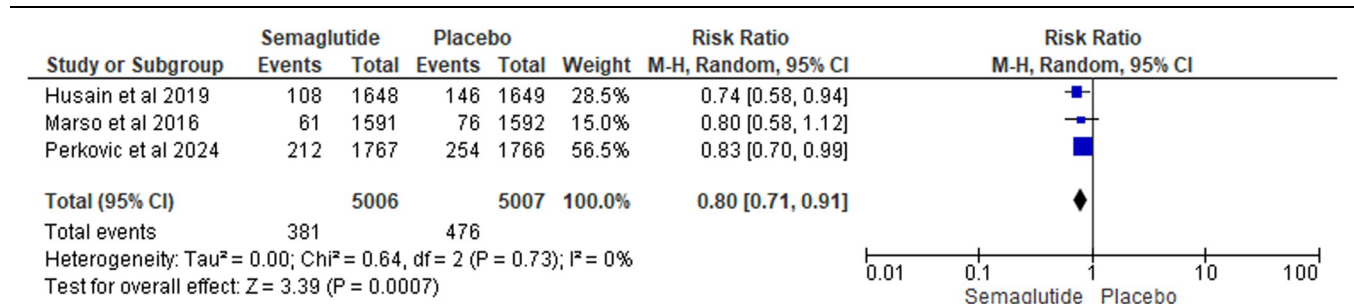 Semaglutide Placebo Risk Ratio Risk Ratio
Study or Subgroup Events Total Events Total Weight M-H, Random, 95% CI M-H, Random, 95% CI
Husain et al 2019 108 1648 146 1649 28.5% 0.74 [0.58, 0.94]
Marso et al 2016 61 1591 76 1592 15.0% 0.80 [0.58, 1.12]
Perkovic et al 2024 212 1767 254 1766 56.5% 0.83 [0.70, 0.99]
Total (95% CI) 5006 5007 100.0% 0.80 [0.71, 0.91]
Total events 381 476
Heterogeneity: Tau² = 0.00; Chi² = 0.64, df = 2 (P = 0.73); I² = 0%
Test for overall effect: Z = 3.39 (P = 0.0007)
0.01 0.1 1 10 100
Semaglutide Placebo